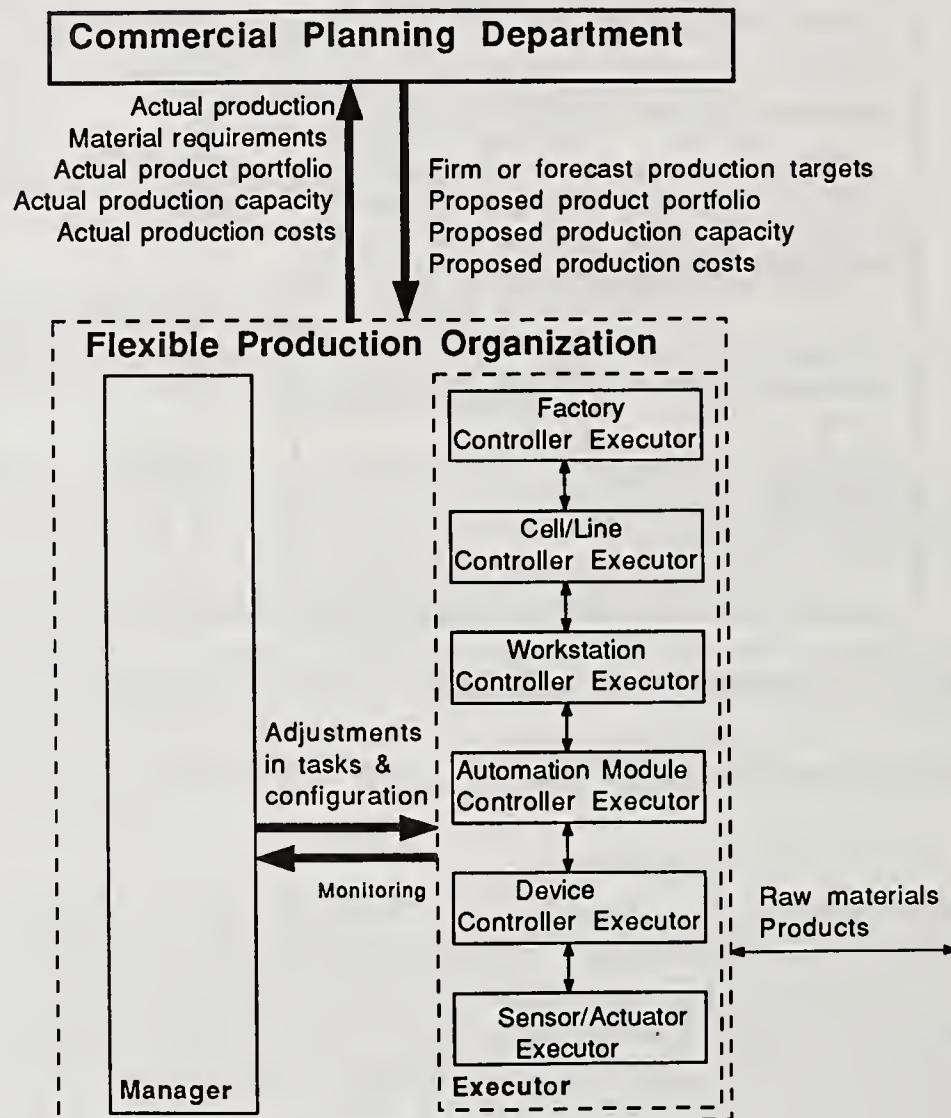 Commercial Planning Department
Actual production
Material requirements
Actual product portfolio
Actual production capacity
Actual production costs
Firm or forecast production targets
Proposed product portfolio
Proposed production capacity
Proposed production costs
Flexible Production Organization
Factory
Controller Executor
Cell/Line
Controller Executor
Workstation
Controller Executor
Adjustments
in tasks &
configuration
Automation Module
Controller Executor
Monitoring
Device
Controller Executor
Raw materials
Products
Sensor/Actuator
Executor
Manager
Executor